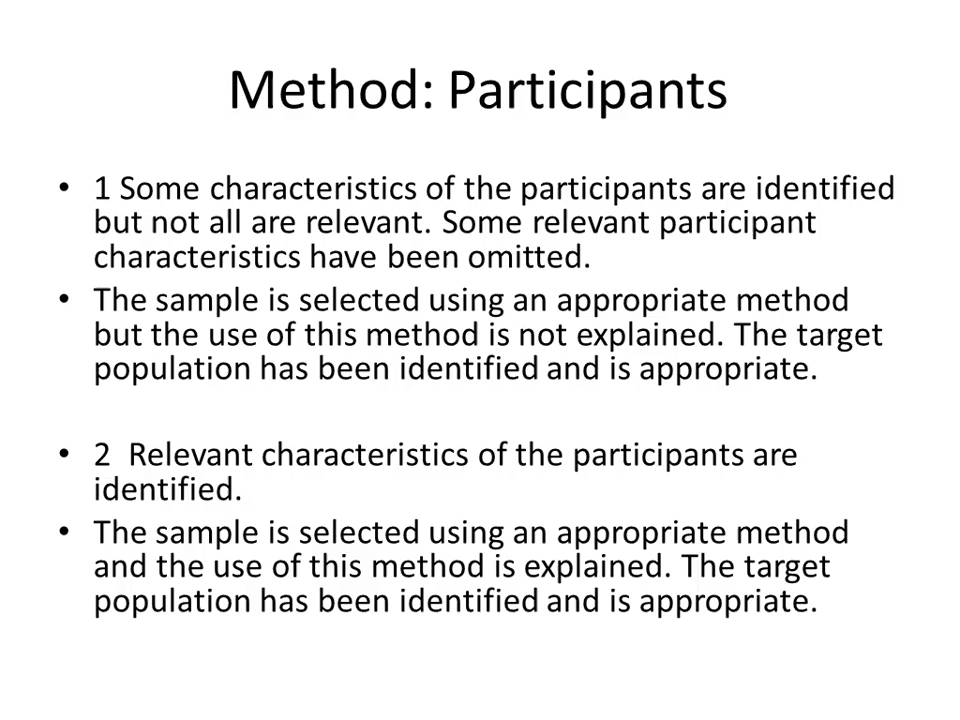 Method: Participants
• 1 Some characteristics of the participants are identified
but not all are relevant. Some relevant participant
characteristics have been omitted.
• The sample is selected using an appropriate method
but the use of this method is not explained. The target
population has been identified and is appropriate.
• 2  Relevant characteristics of the participants are
identified.
• The sample is selected using an appropriate method
and the use of this method is explained. The target
population has been identified and is appropriate.